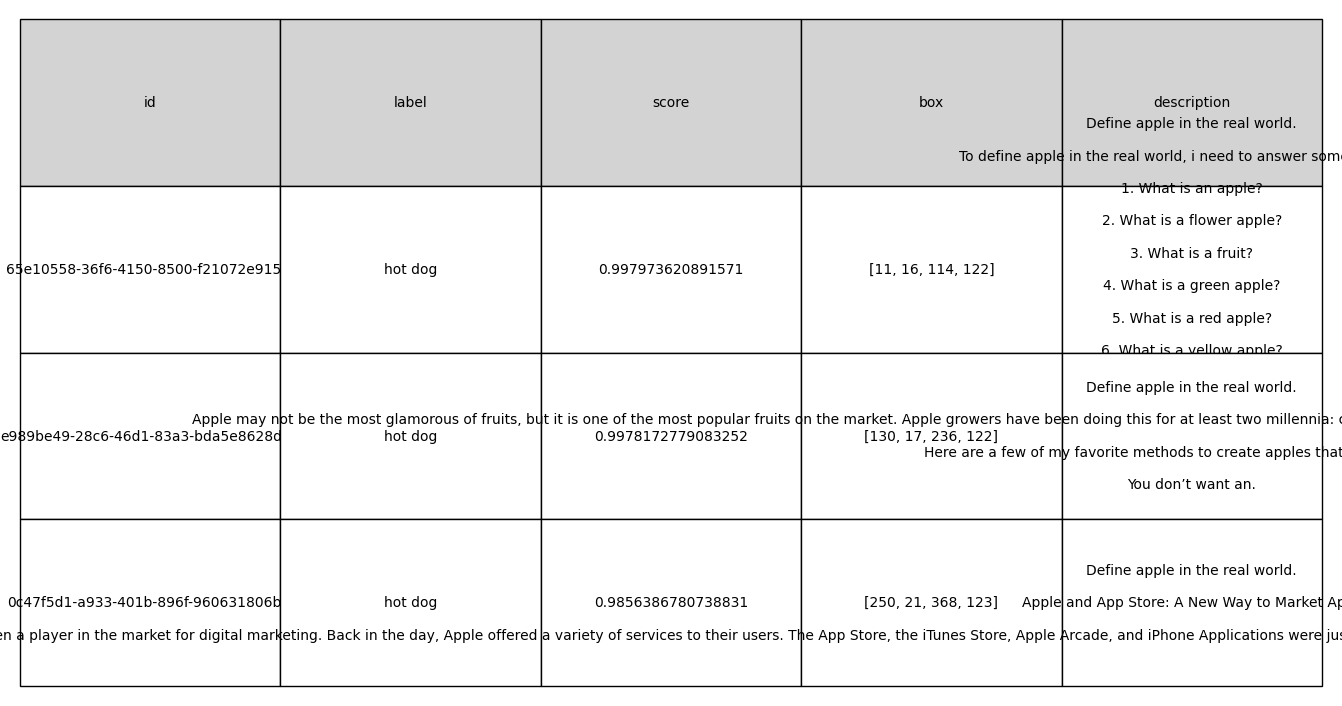 id label score box description
Define apple in the real world.
To define apple in the real world, i need to answer some
1. What is an apple?
2. What is a flower apple?
3. What is a fruit?
4. What is a green apple?
5. What is a red apple?
6. What is a yellow apple?
65e10558-36f6-4150-8500-f21072e915 hot dog 0.997973620891571 [11, 16, 114, 122]
Define apple in the real world.
Apple may not be the most glamorous of fruits, but it is one of the most popular fruits on the market. Apple growers have been doing this for at least two millennia:
e989be49-28c6-46d1-83a3-bda5e8628d hot dog 0.9978172779083252 [130, 17, 236, 122]
Here are a few of my favorite methods to create apples that
You don’t want an.
Define apple in the real world.
0c47f5d1-a933-401b-896f-960631806b hot dog 0.9856386780738831 [250, 21, 368, 123] Apple and App Store: A New Way to Market
a player in the market for digital marketing. Back in the day, Apple offered a variety of services to their users. The App Store, the iTunes Store, Apple Arcade, and iPhone Applications were